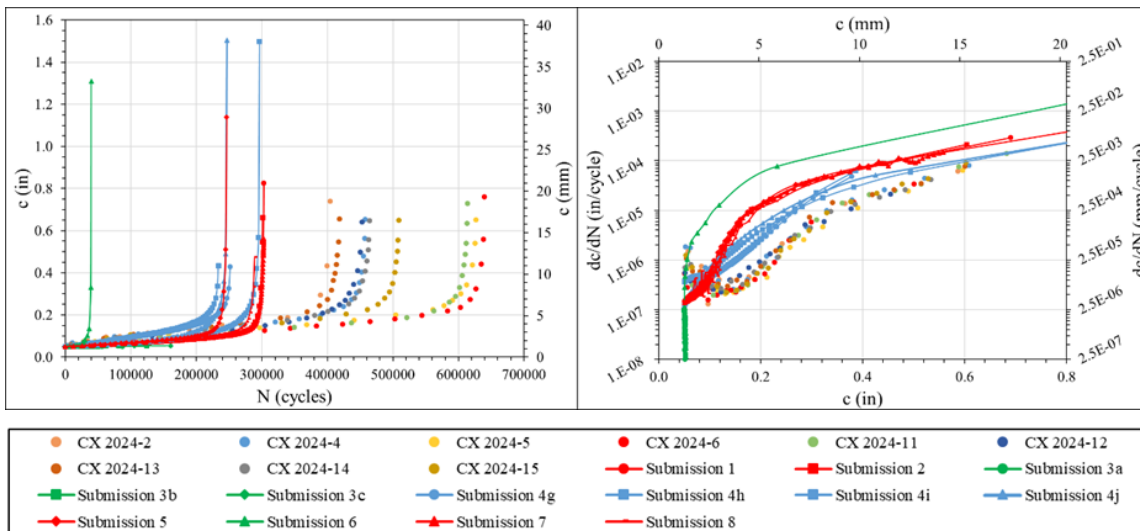 c (mm)
0 5 10 15 20
1.6 40 1.E-02 2.5E-01
1.4 35
1.2 30 1.E-03 2.5E-02
1.0 25 1.E-04 2.5E-03
c (in) c (mm) dc/dN (in/cycle) dc/dN (mm/cycle)
0.8 20 1.E-05 2.5E-04
0.6 15 1.E-06 2.5E-05
0.4 10
0.2 5 1.E-07 2.5E-06
0.0 0 1.E-08 2.5E-07
0 100000 200000 300000 400000 500000 600000 700000
N (cycles)
0.0 0.2 0.4 0.6 0.8
c (in)
CX 2024-2 CX 2024-4 CX 2024-5 CX 2024-6 CX 2024-11 CX 2024-12
CX 2024-13 CX 2024-14 CX 2024-15 Submission 1 Submission 2 Submission 3a
Submission 3b Submission 3c Submission 4g Submission 4h Submission 4i Submission 4j
Submission 5 Submission 6 Submission 7 Submission 8